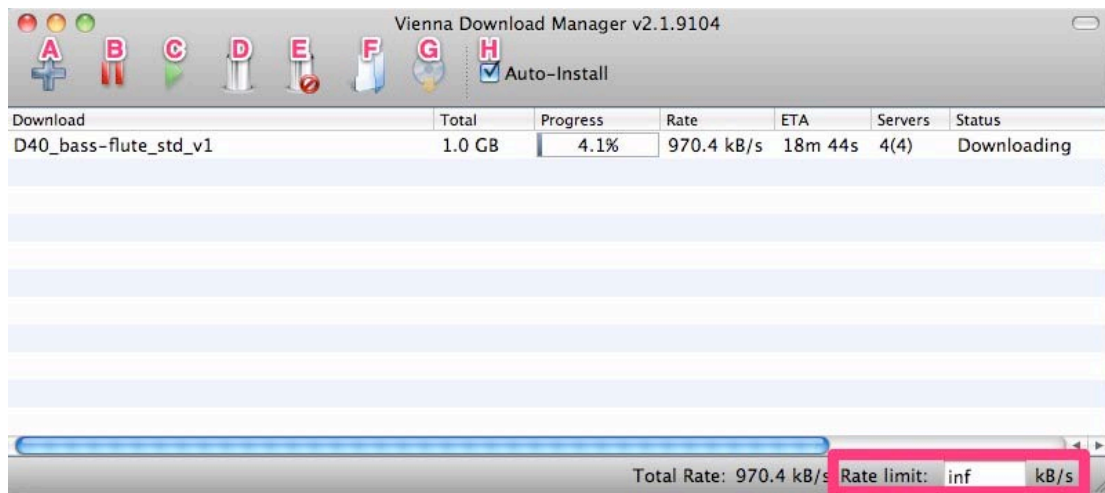 Vienna Download Manager v2.1.9104
A B C D E F G H
Auto-Install
Download Total Progress Rate ETA Servers Status
D40_bass-flute_std_v1 1.0 GB 4.1% 970.4 kB/s 18m 44s 4(4) Downloading
Total Rate: 970.4 kB/s Rate limit: inf kB/s